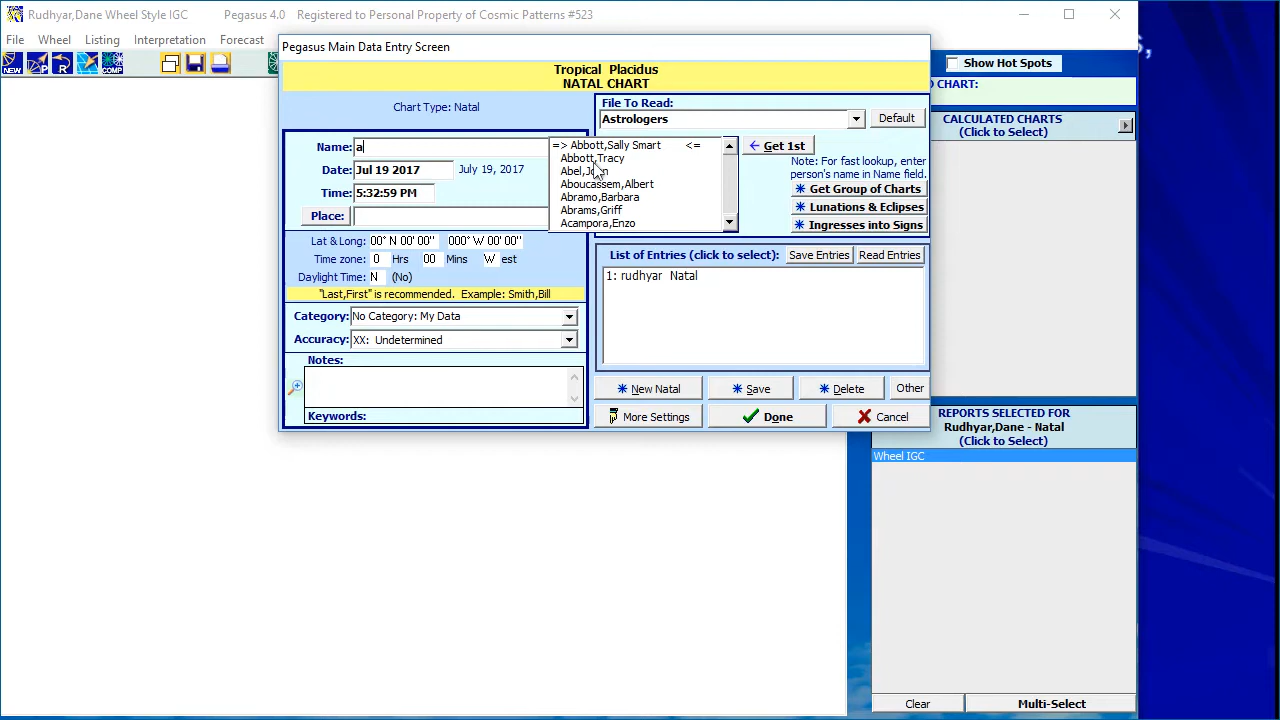 Rudhyar,Dane Wheel Style IGC Pegasus 4.0 Registered to Personal Property of Cosmic Patterns #523
File Wheel Listing Interpretation Forecast
NEW P R COMP
Pegasus Main Data Entry Screen
Tropical Placidus
NATAL CHART
Chart Type: Natal
File To Read:
Astrologers
Default
Name: a
Date: Jul 19 2017 July 19, 2017
Time: 5:32:59 PM
Place:
=> Abbott,Sally Smart <=
Abbott,Tracy
Aboucassem,Albert
Abramo,Barbara
Abrams,Griff
Acampora,Enzo
Get 1st
Note: For fast lookup, enter
person's name in Name field.
Get Group of Charts
Lunations & Eclipses
Ingresses into Signs
Lat & Long: 00° N 00' 00" 000° W 00' 00"
Time zone: 0 Hrs 00 Mins W est
Daylight Time: N (No)
"Last,First" is recommended. Example: Smith,Bill
Category: No Category: My Data
Accuracy: XX: Undetermined
Notes:
Keywords:
List of Entries (click to select): Save Entries Read Entries
1: rudhyar Natal
New Natal Save Delete Other
More Settings Done Cancel
Show Hot Spots
CHART:
CALCULATED CHARTS
(Click to Select)
REPORTS SELECTED FOR
Rudhyar,Dane - Natal
(Click to Select)
Wheel IGC
Clear Multi-Select